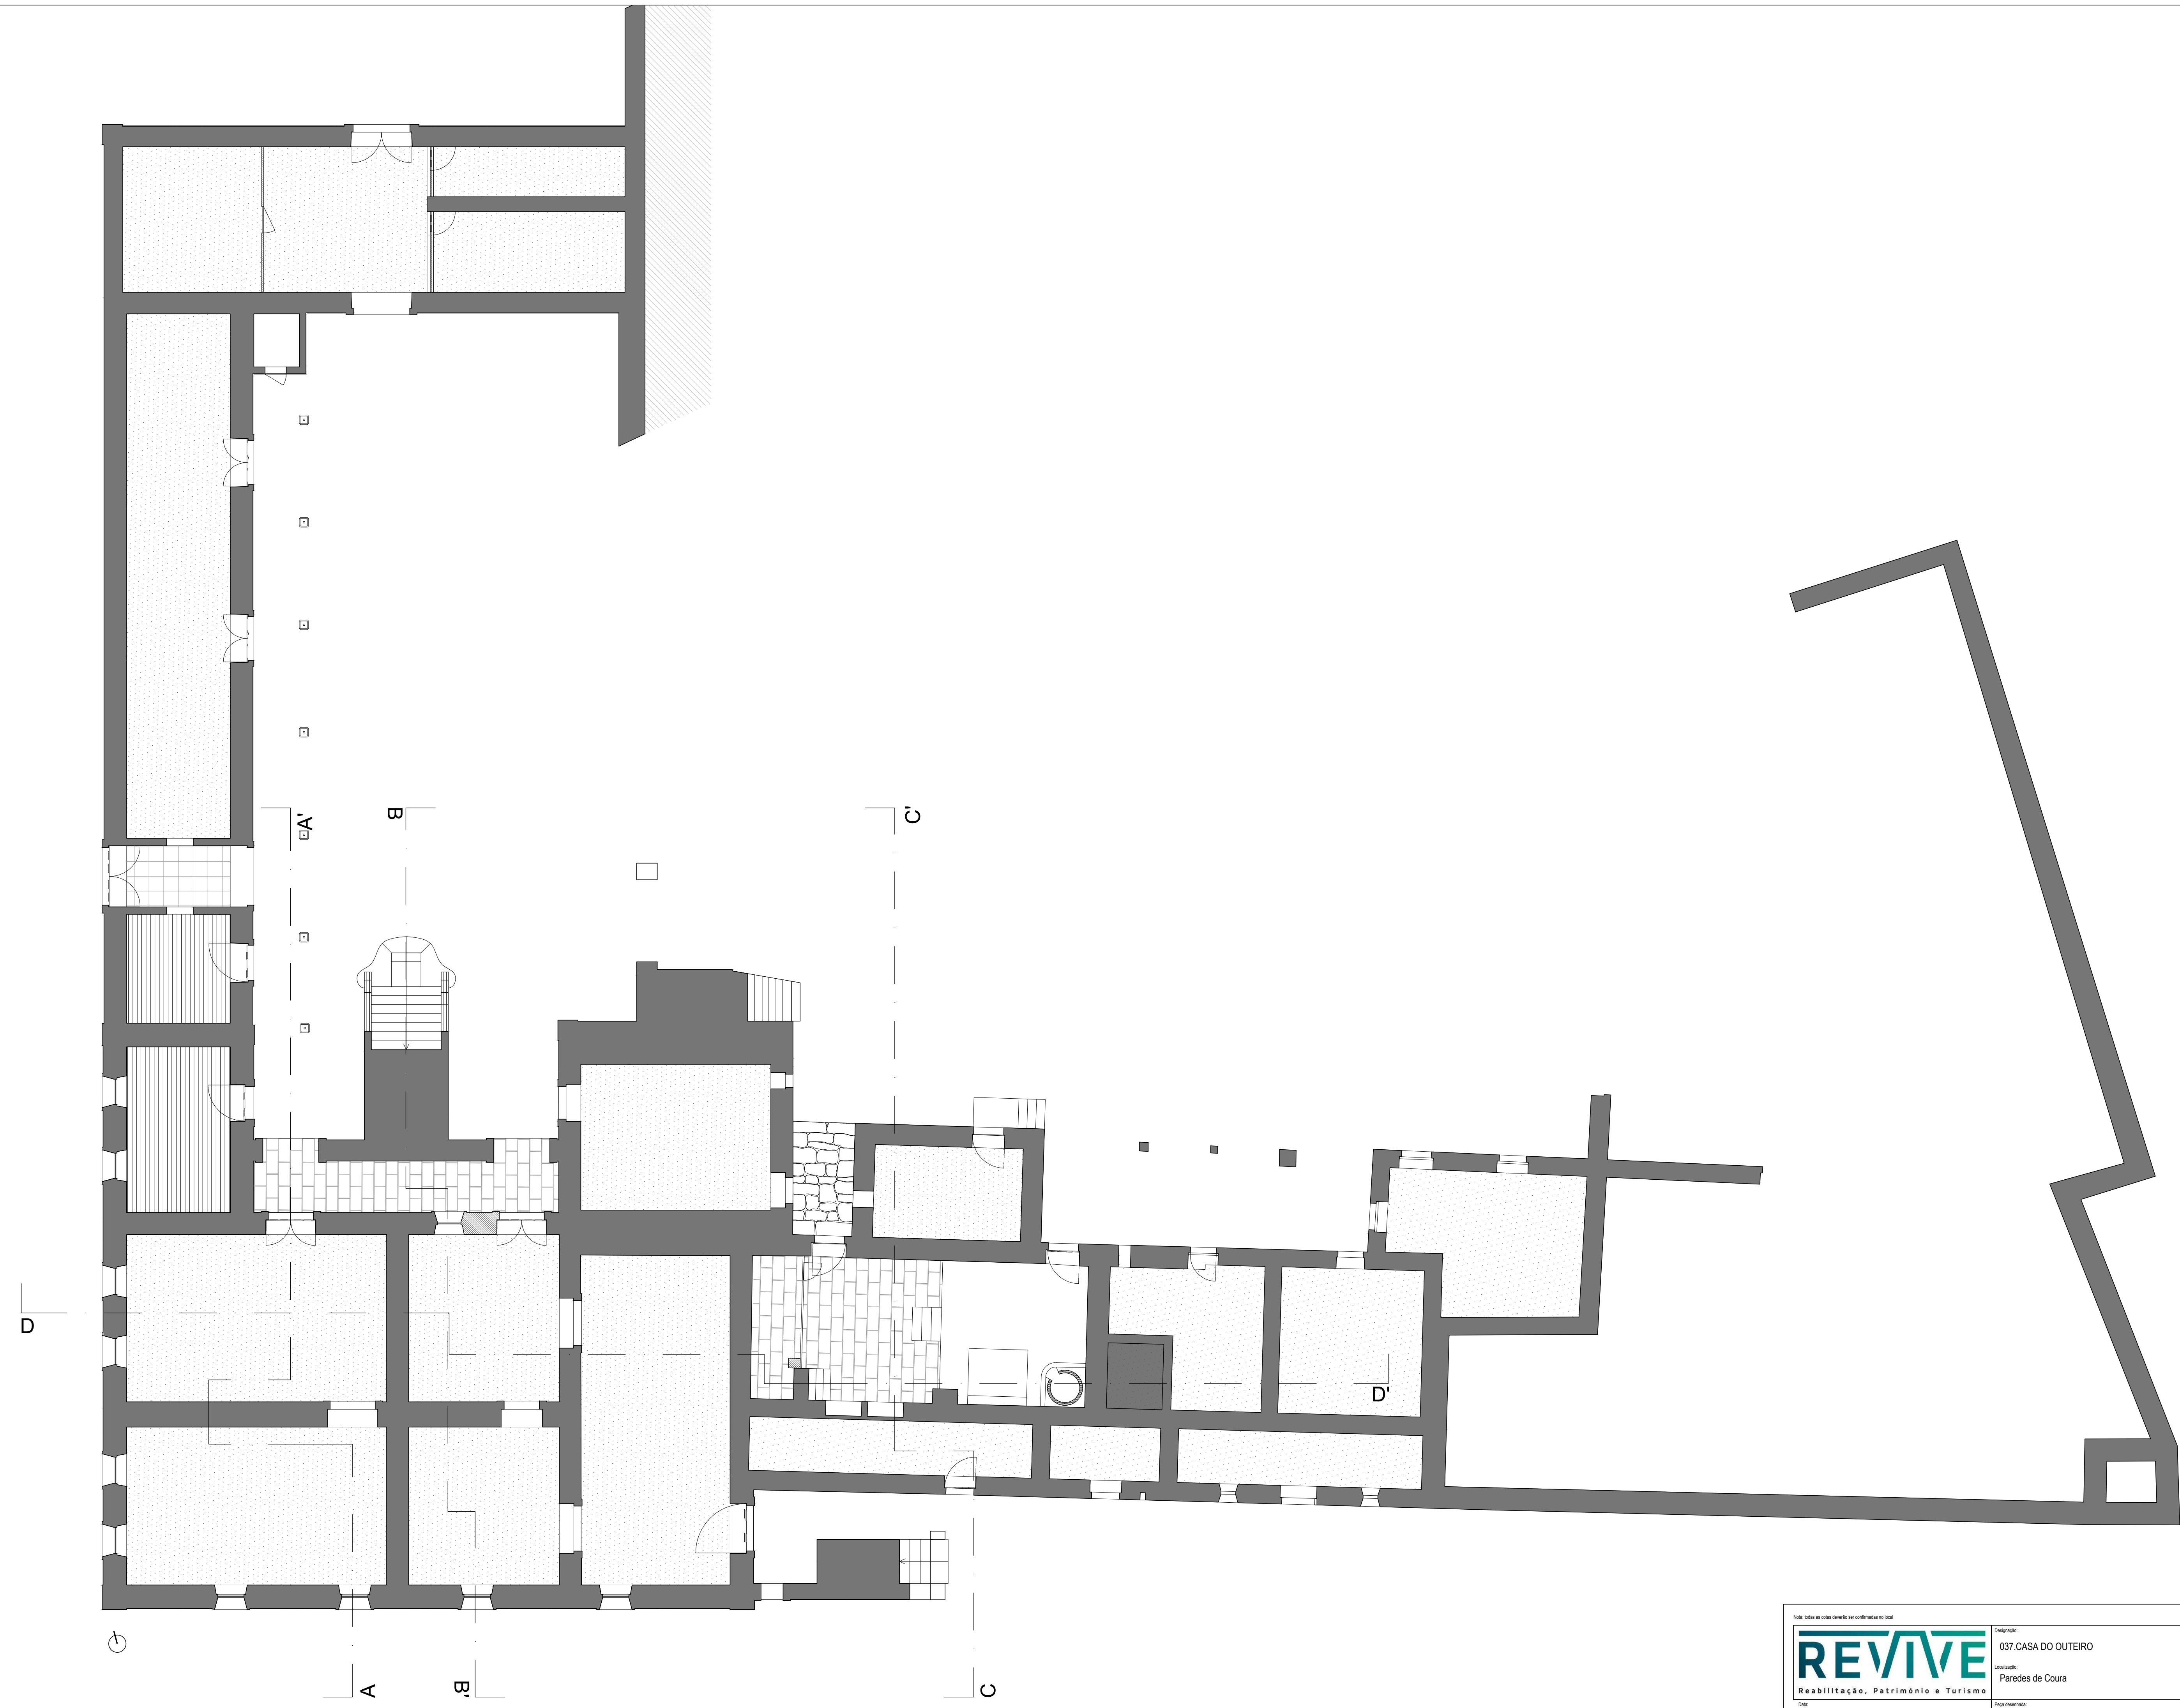 A'
B
C'
D
D'
A
B'
C
Nota: todas as cotas deverão ser confirmadas no local
REVIVE
Reabilitação, Património e Turismo
Designação:
037.CASA DO OUTEIRO
Localização:
Paredes de Coura
Data:
Peça desenhada: